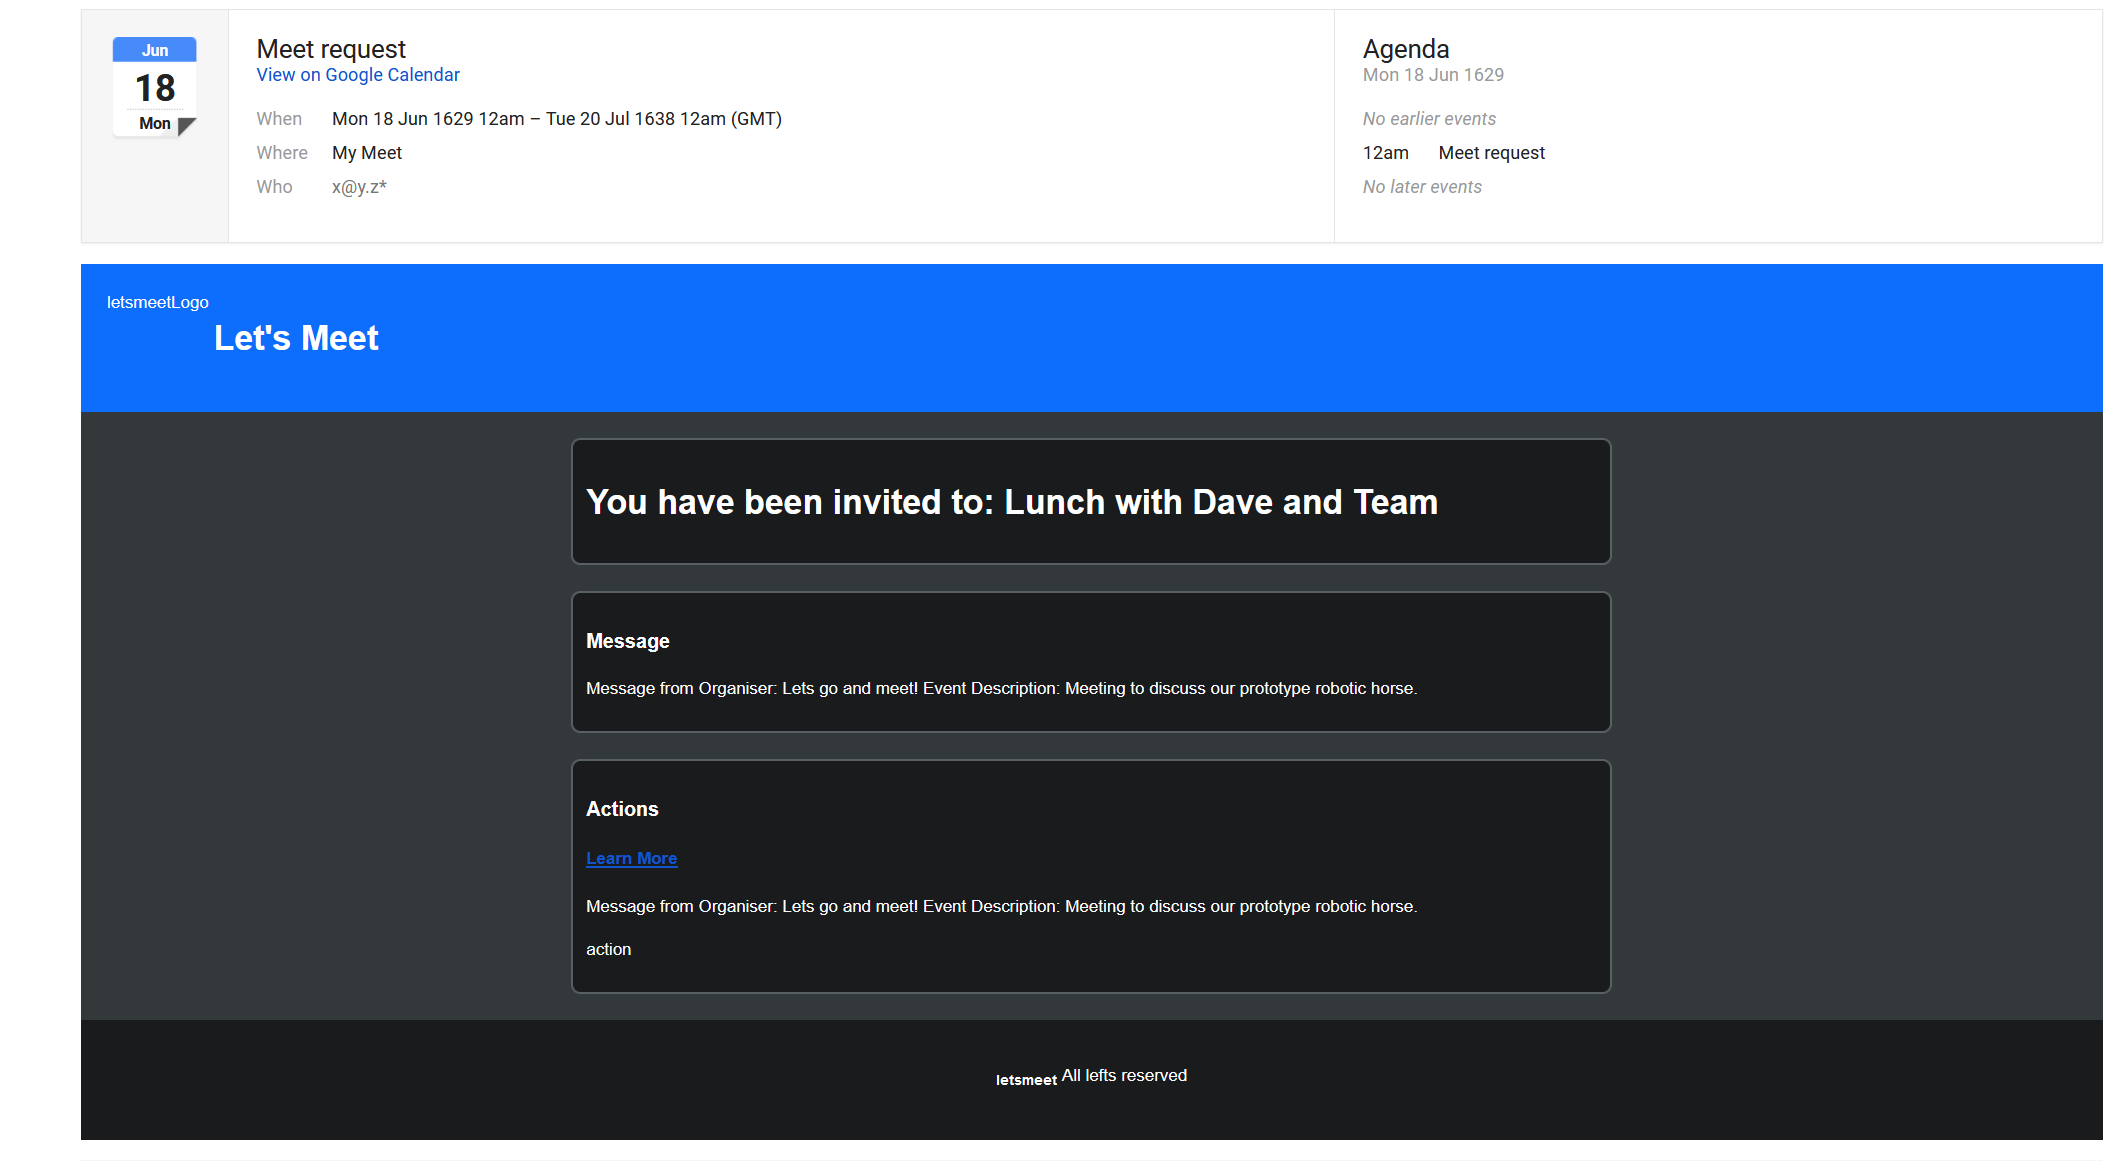 Jun
18
Mon
Meet request
View on Google Calendar
When Mon 18 Jun 1629 12am – Tue 20 Jul 1638 12am (GMT)
Where My Meet
Who x@y.z*
Agenda
Mon 18 Jun 1629
No earlier events
12am Meet request
No later events
letsmeetLogo
Let's Meet
You have been invited to: Lunch with Dave and Team
Message
Message from Organiser: Lets go and meet! Event Description: Meeting to discuss our prototype robotic horse.
Actions
Learn More
Message from Organiser: Lets go and meet! Event Description: Meeting to discuss our prototype robotic horse.
action
letsmeet All lefts reserved